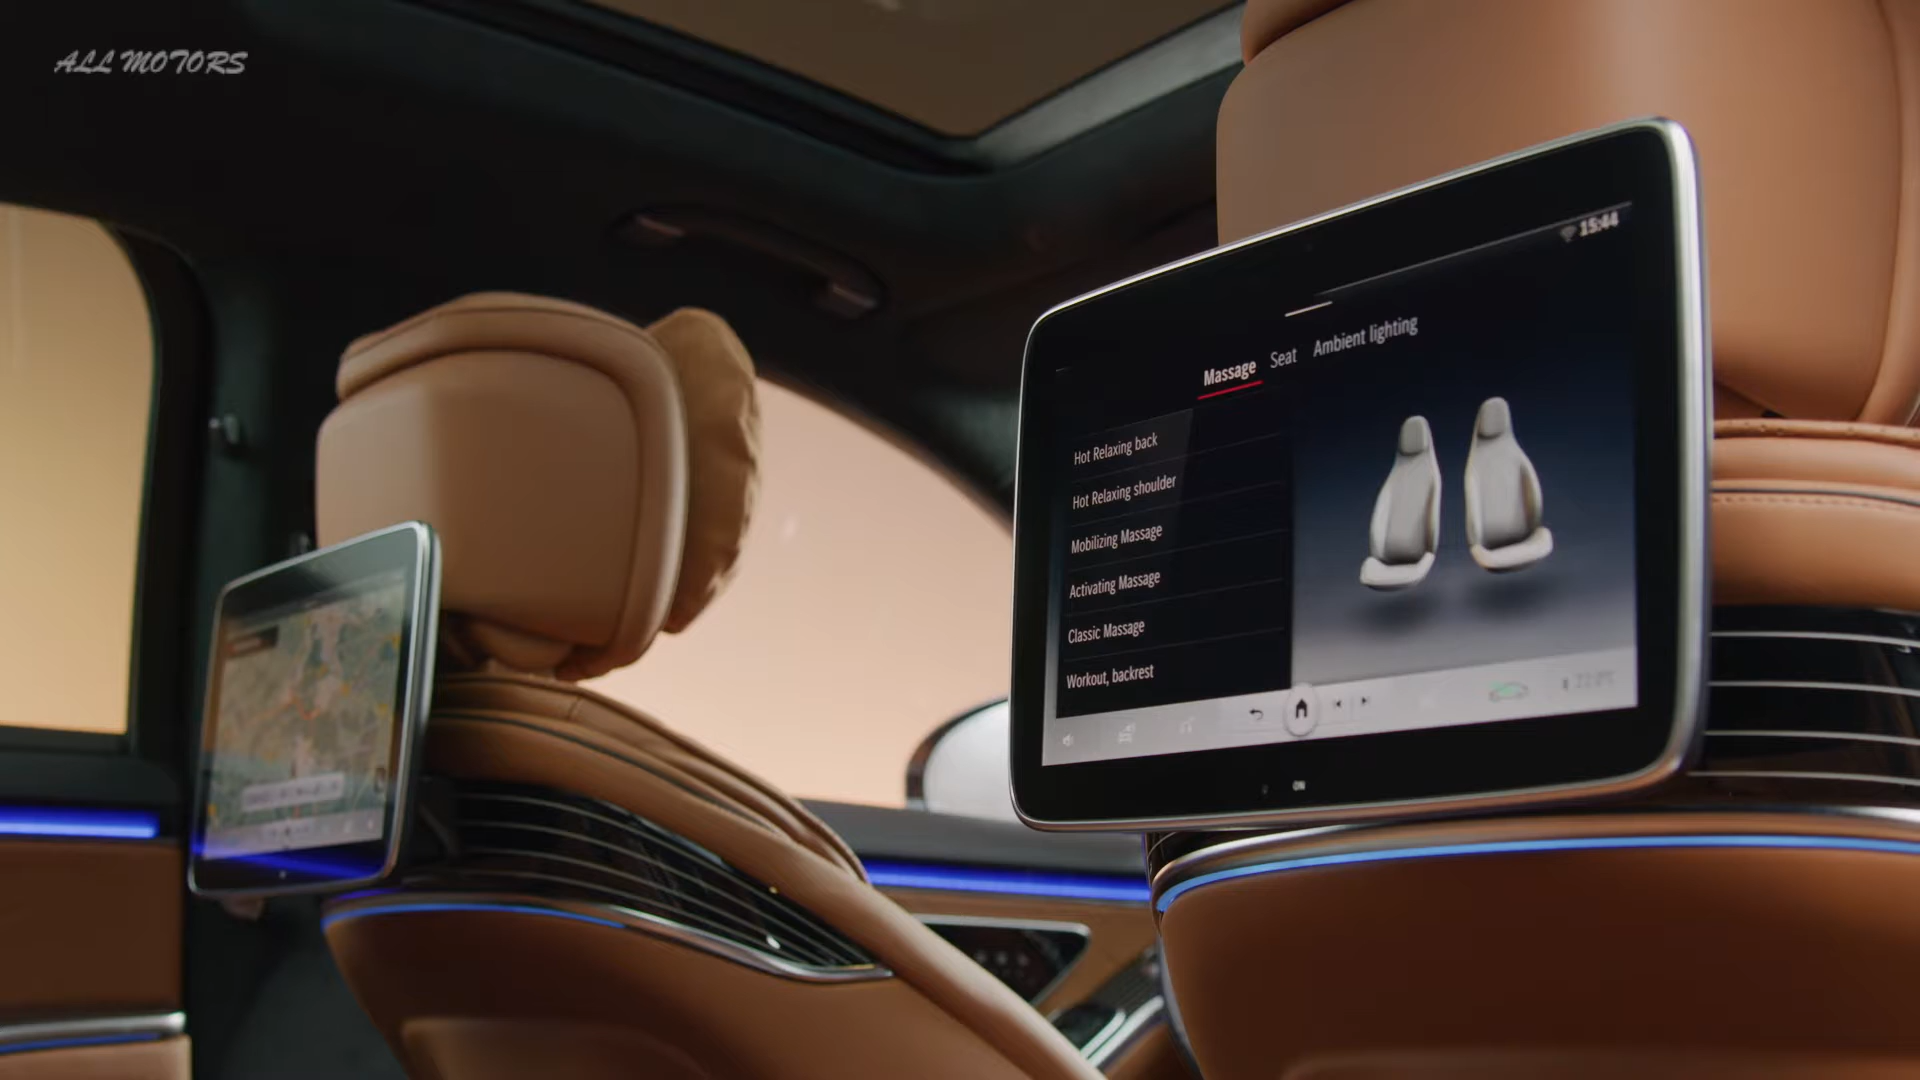 ALL MOTORS
15:44
Massage Seat Ambient lighting
Hot Relaxing back
Hot Relaxing shoulder
Mobilizing Massage
Activating Massage
Classic Massage
Workout, backrest
ON